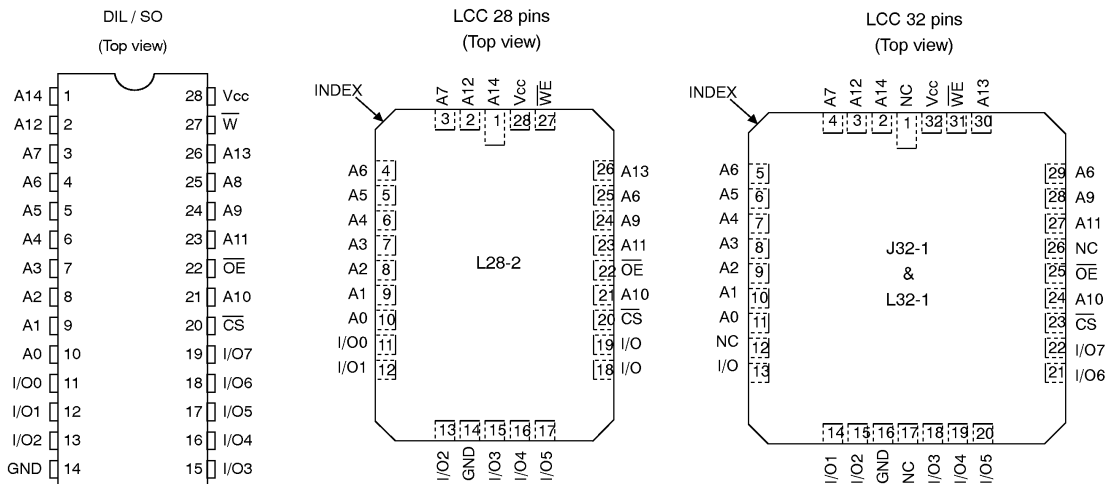 DIL / SO
(Top view)
A14 1 28 Vcc
A12 2 27 W
A7 3 26 A13
A6 4 25 A8
A5 5 24 A9
A4 6 23 A11
A3 7 22 OE
A2 8 21 A10
A1 9 20 CS
A0 10 19 I/O7
I/O0 11 18 I/O6
I/O1 12 17 I/O5
I/O2 13 16 I/O4
GND 14 15 I/O3
LCC 28 pins
(Top view)
INDEX
A7 A12 A14 Vcc WE
3 2 1 28 27
A6 4 26 A13
A5 5 25 A6
A4 6 24 A9
A3 7 23 A11
L28-2
A2 8 22 OE
A1 9 21 A10
A0 10 20 CS
I/O0 11 19 I/O
I/O1 12 18 I/O
13 14 15 16 17
I/O2 GND I/O3 I/O4 I/O5
LCC 32 pins
(Top view)
INDEX
A7 A12 A14 NC Vcc WE A13
4 3 2 1 32 31 30
A6 5 29 A6
A5 6 28 A9
A4 7 27 A11
A3 8 26 NC
J32-1
&
L32-1
A2 9 25 OE
A1 10 24 A10
A0 11 23 CS
NC 12 22 I/O7
I/O 13 21 I/O6
14 15 16 17 18 19 20
I/O1 I/O2 GND NC I/O3 I/O4 I/O5